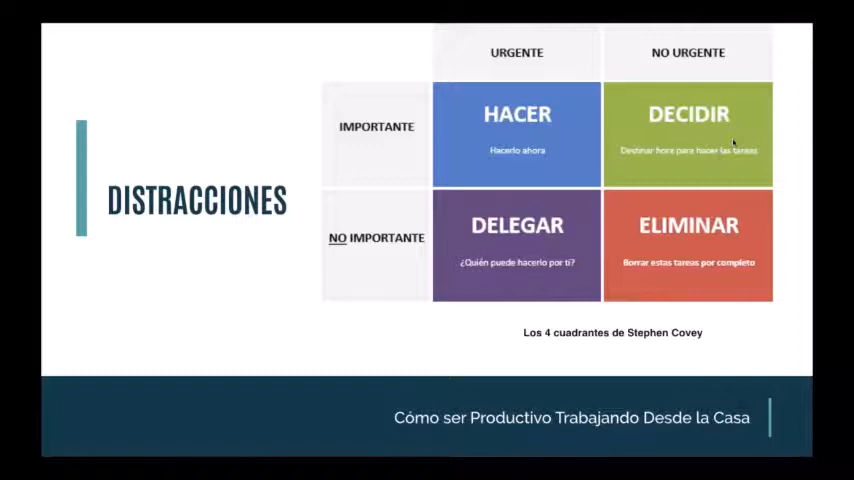 URGENTE
NO URGENTE
IMPORTANTE
HACER
Hacerlo ahora
DECIDIR
Destinar hora para hacer las tareas
DISTRACCIONES
NO IMPORTANTE
DELEGAR
¿Quién puede hacerlo por ti?
ELIMINAR
Borrar estas tareas por completo
Los 4 cuadrantes de Stephen Covey
Cómo ser Productivo Trabajando Desde la Casa